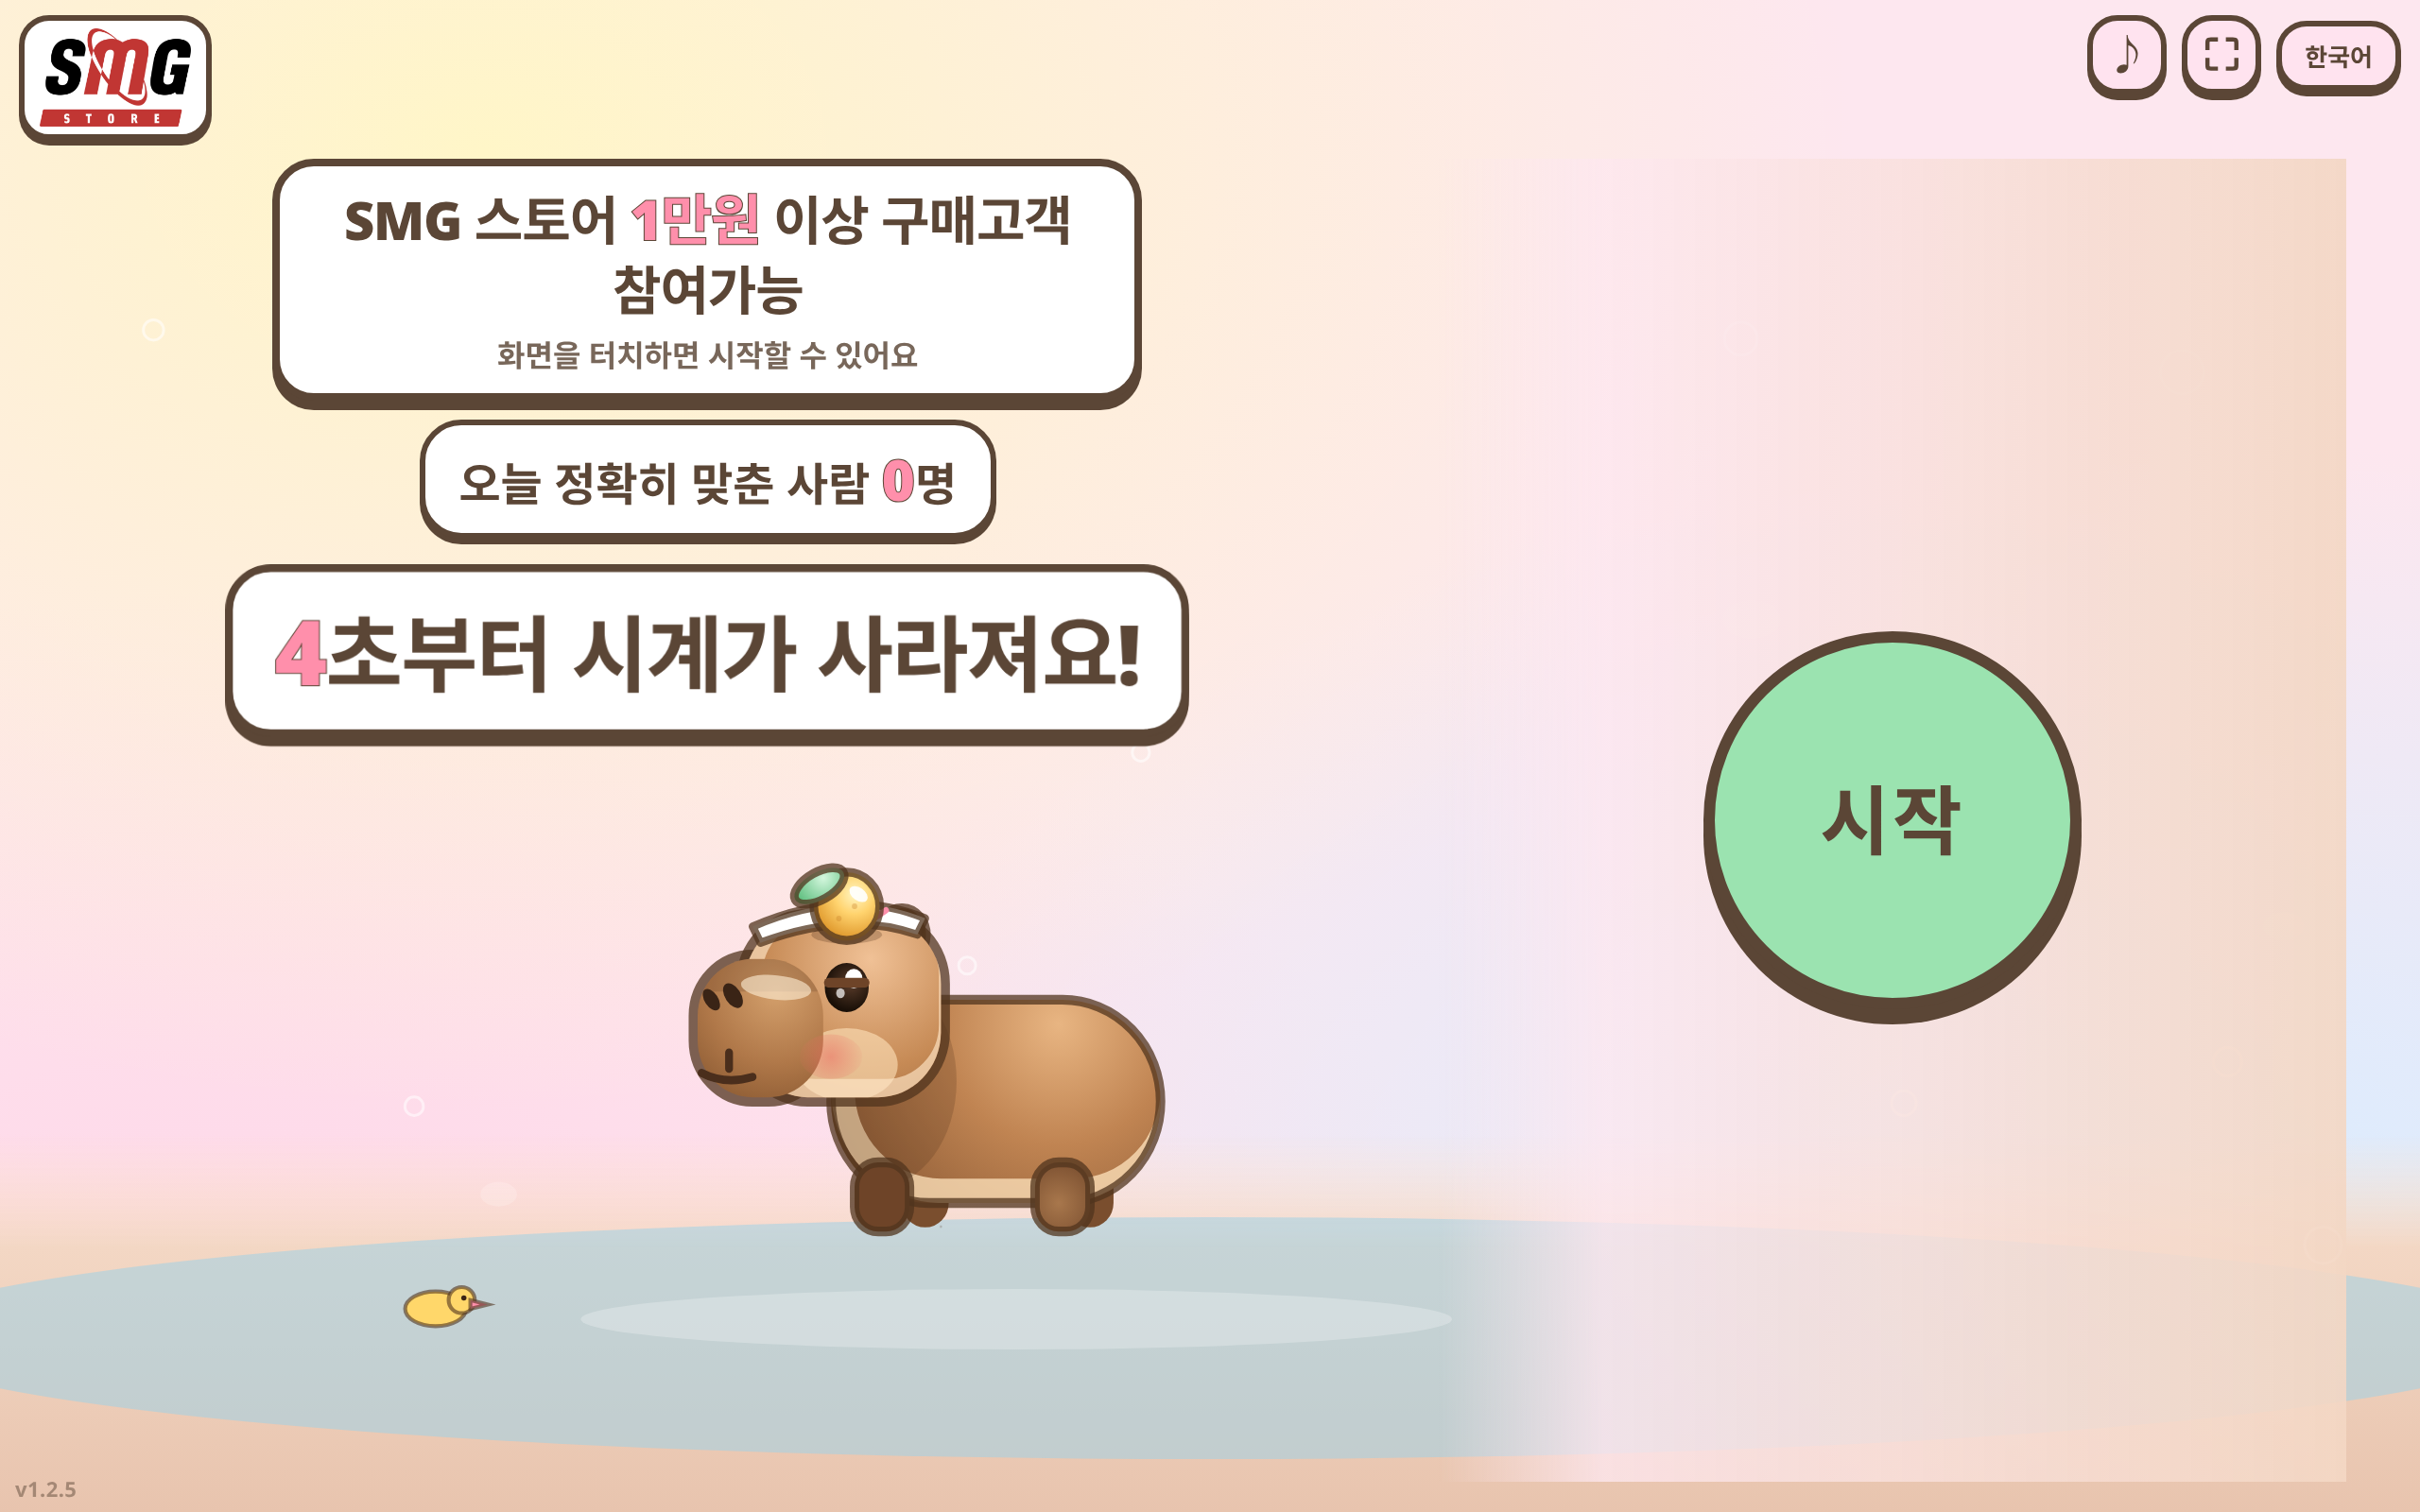 SMG
STORE
한국어
SMG 스토어 1만원 이상 구매고객
참여가능
화면을 터치하면 시작할 수 있어요
오늘 정확히 맞춘 사람 0명
4초부터 시계가 사라져요!
시작
v1.2.5